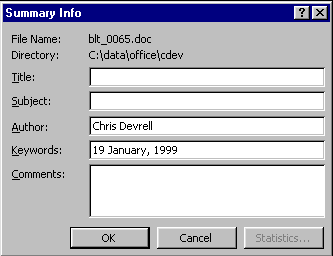 Summary Info
File Name: blt_0065.doc
Directory: C:\data\office\cdev
Title:
Subject:
Author: Chris Devrell
Keywords: 19 January, 1999
Comments:
OK Cancel Statistics...